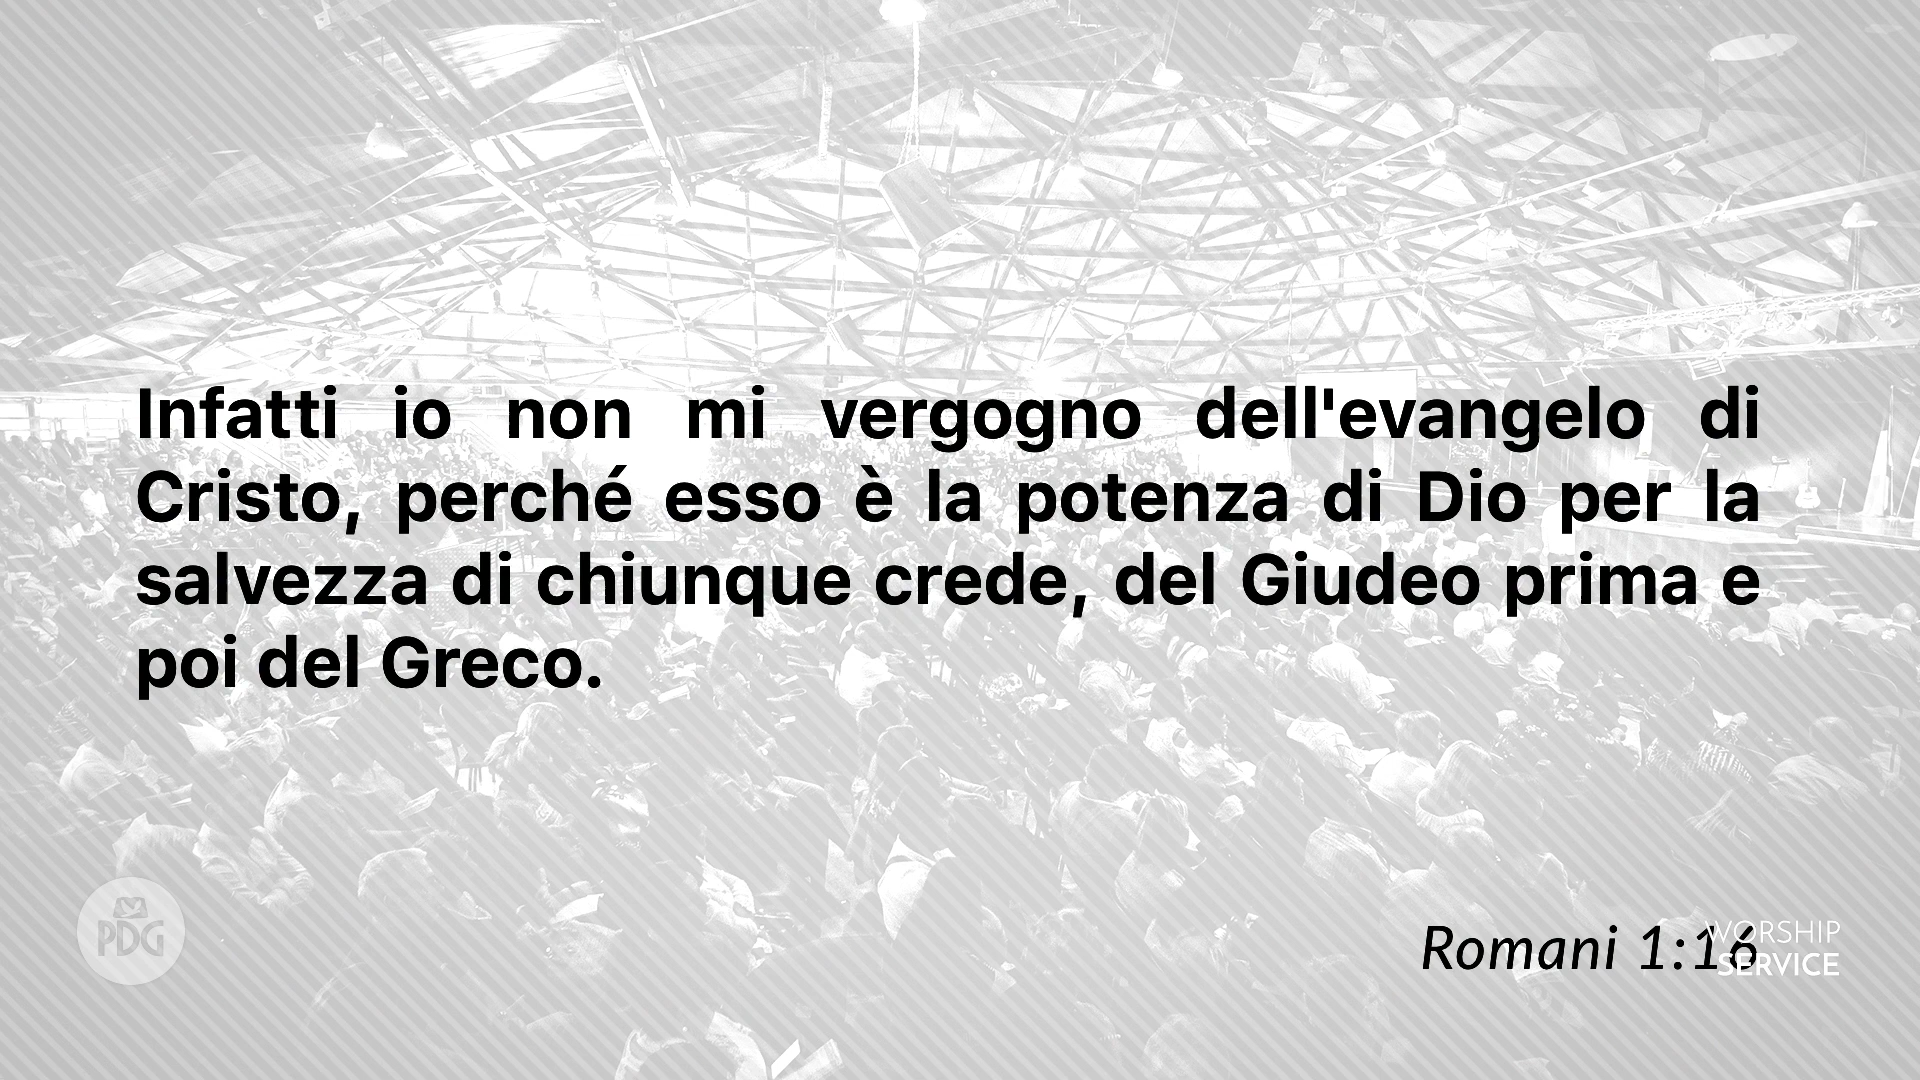 Infatti io non mi vergogno dell'evangelo di
Cristo, perché esso è la potenza di Dio per la
salvezza di chiunque crede, del Giudeo prima e
poi del Greco.
PDG
Romani 1:16
WORSHIP
SERVICE